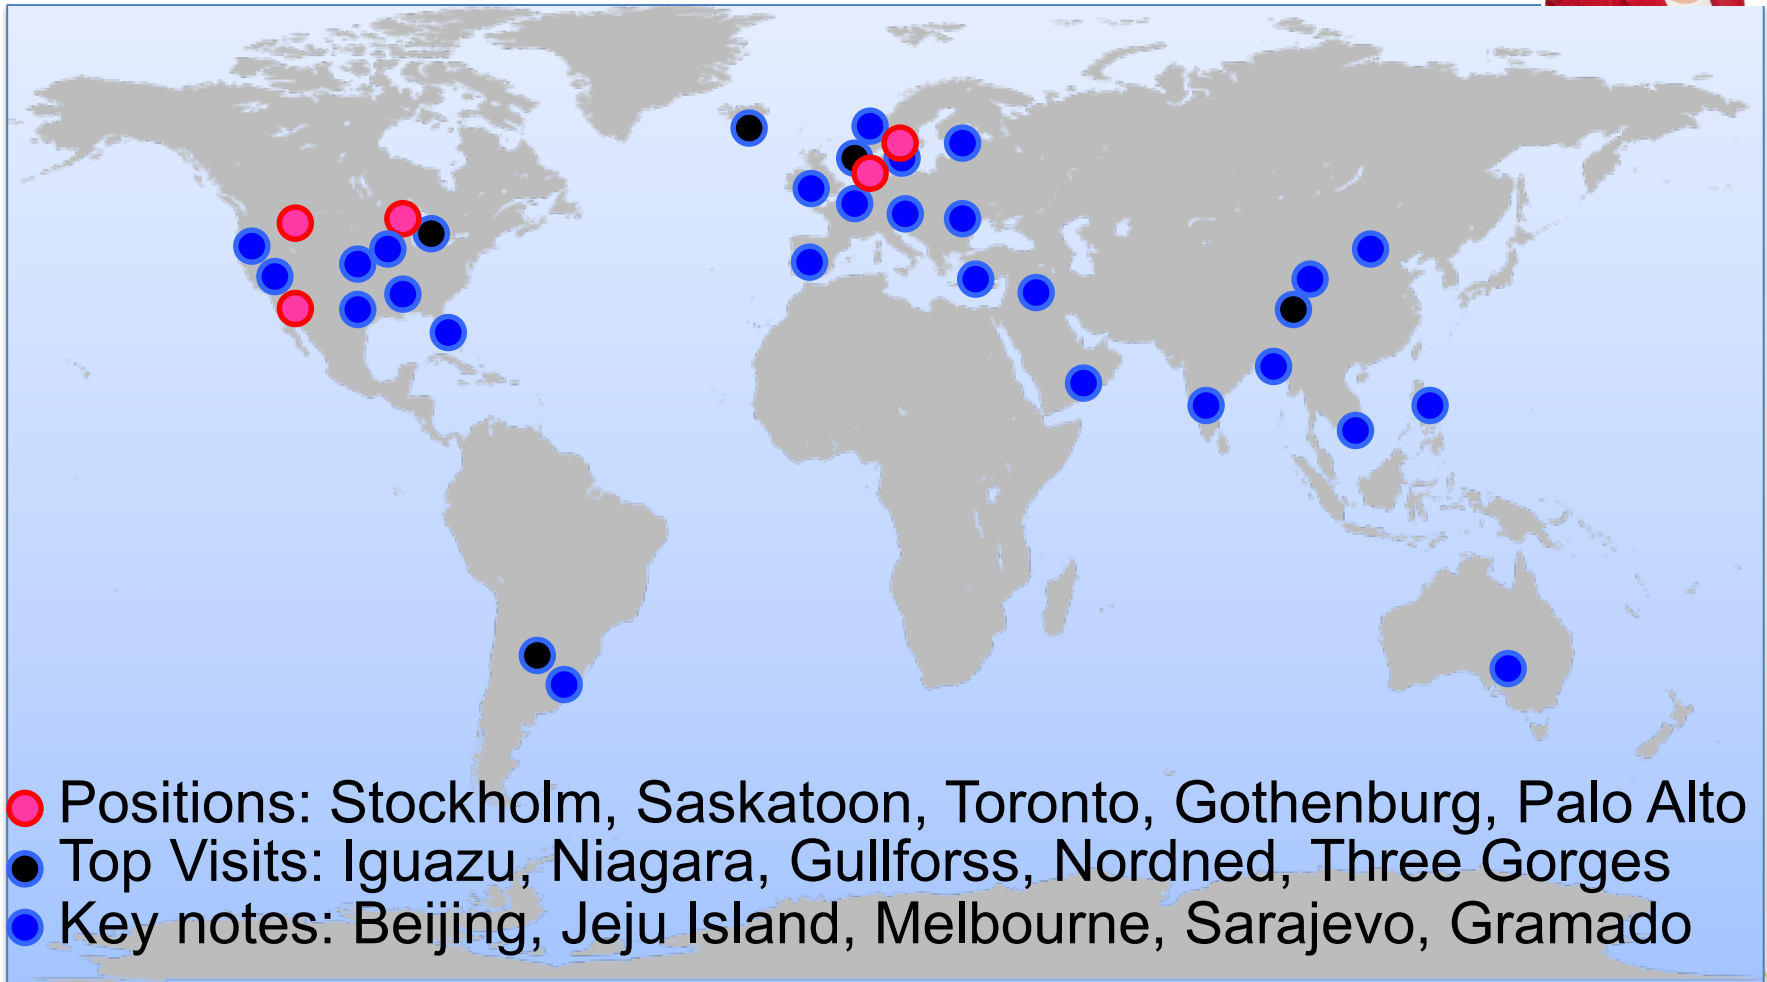 Positions: Stockholm, Saskatoon, Toronto, Gothenburg, Palo Alto
Top Visits: Iguazu, Niagara, Gullforss, Nordned, Three Gorges
Key notes: Beijing, Jeju Island, Melbourne, Sarajevo, Gramado